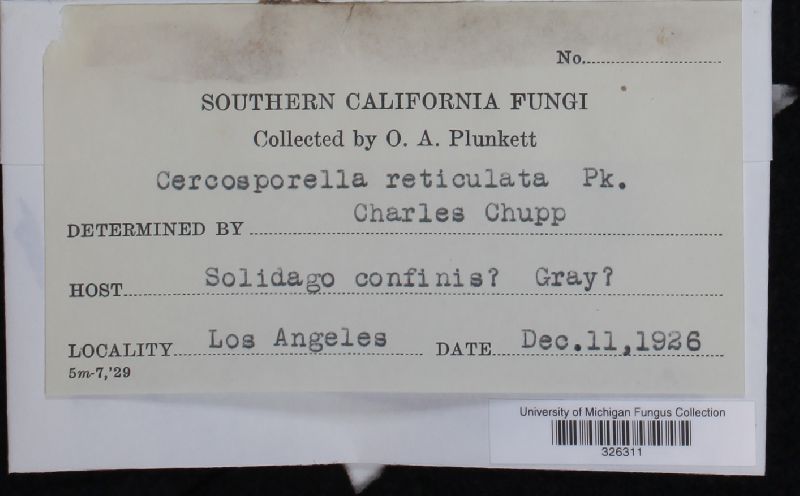 No.
SOUTHERN CALIFORNIA FUNGI
Collected by O. A. Plunkett
Cercosporella reticulata Pk.
DETERMINED BY Charles Chupp
HOST Solidago confinis? Gray?
LOCALITY Los Angeles DATE Dec.11,1936
5m-7,'29
University of Michigan Fungus Collection
326311